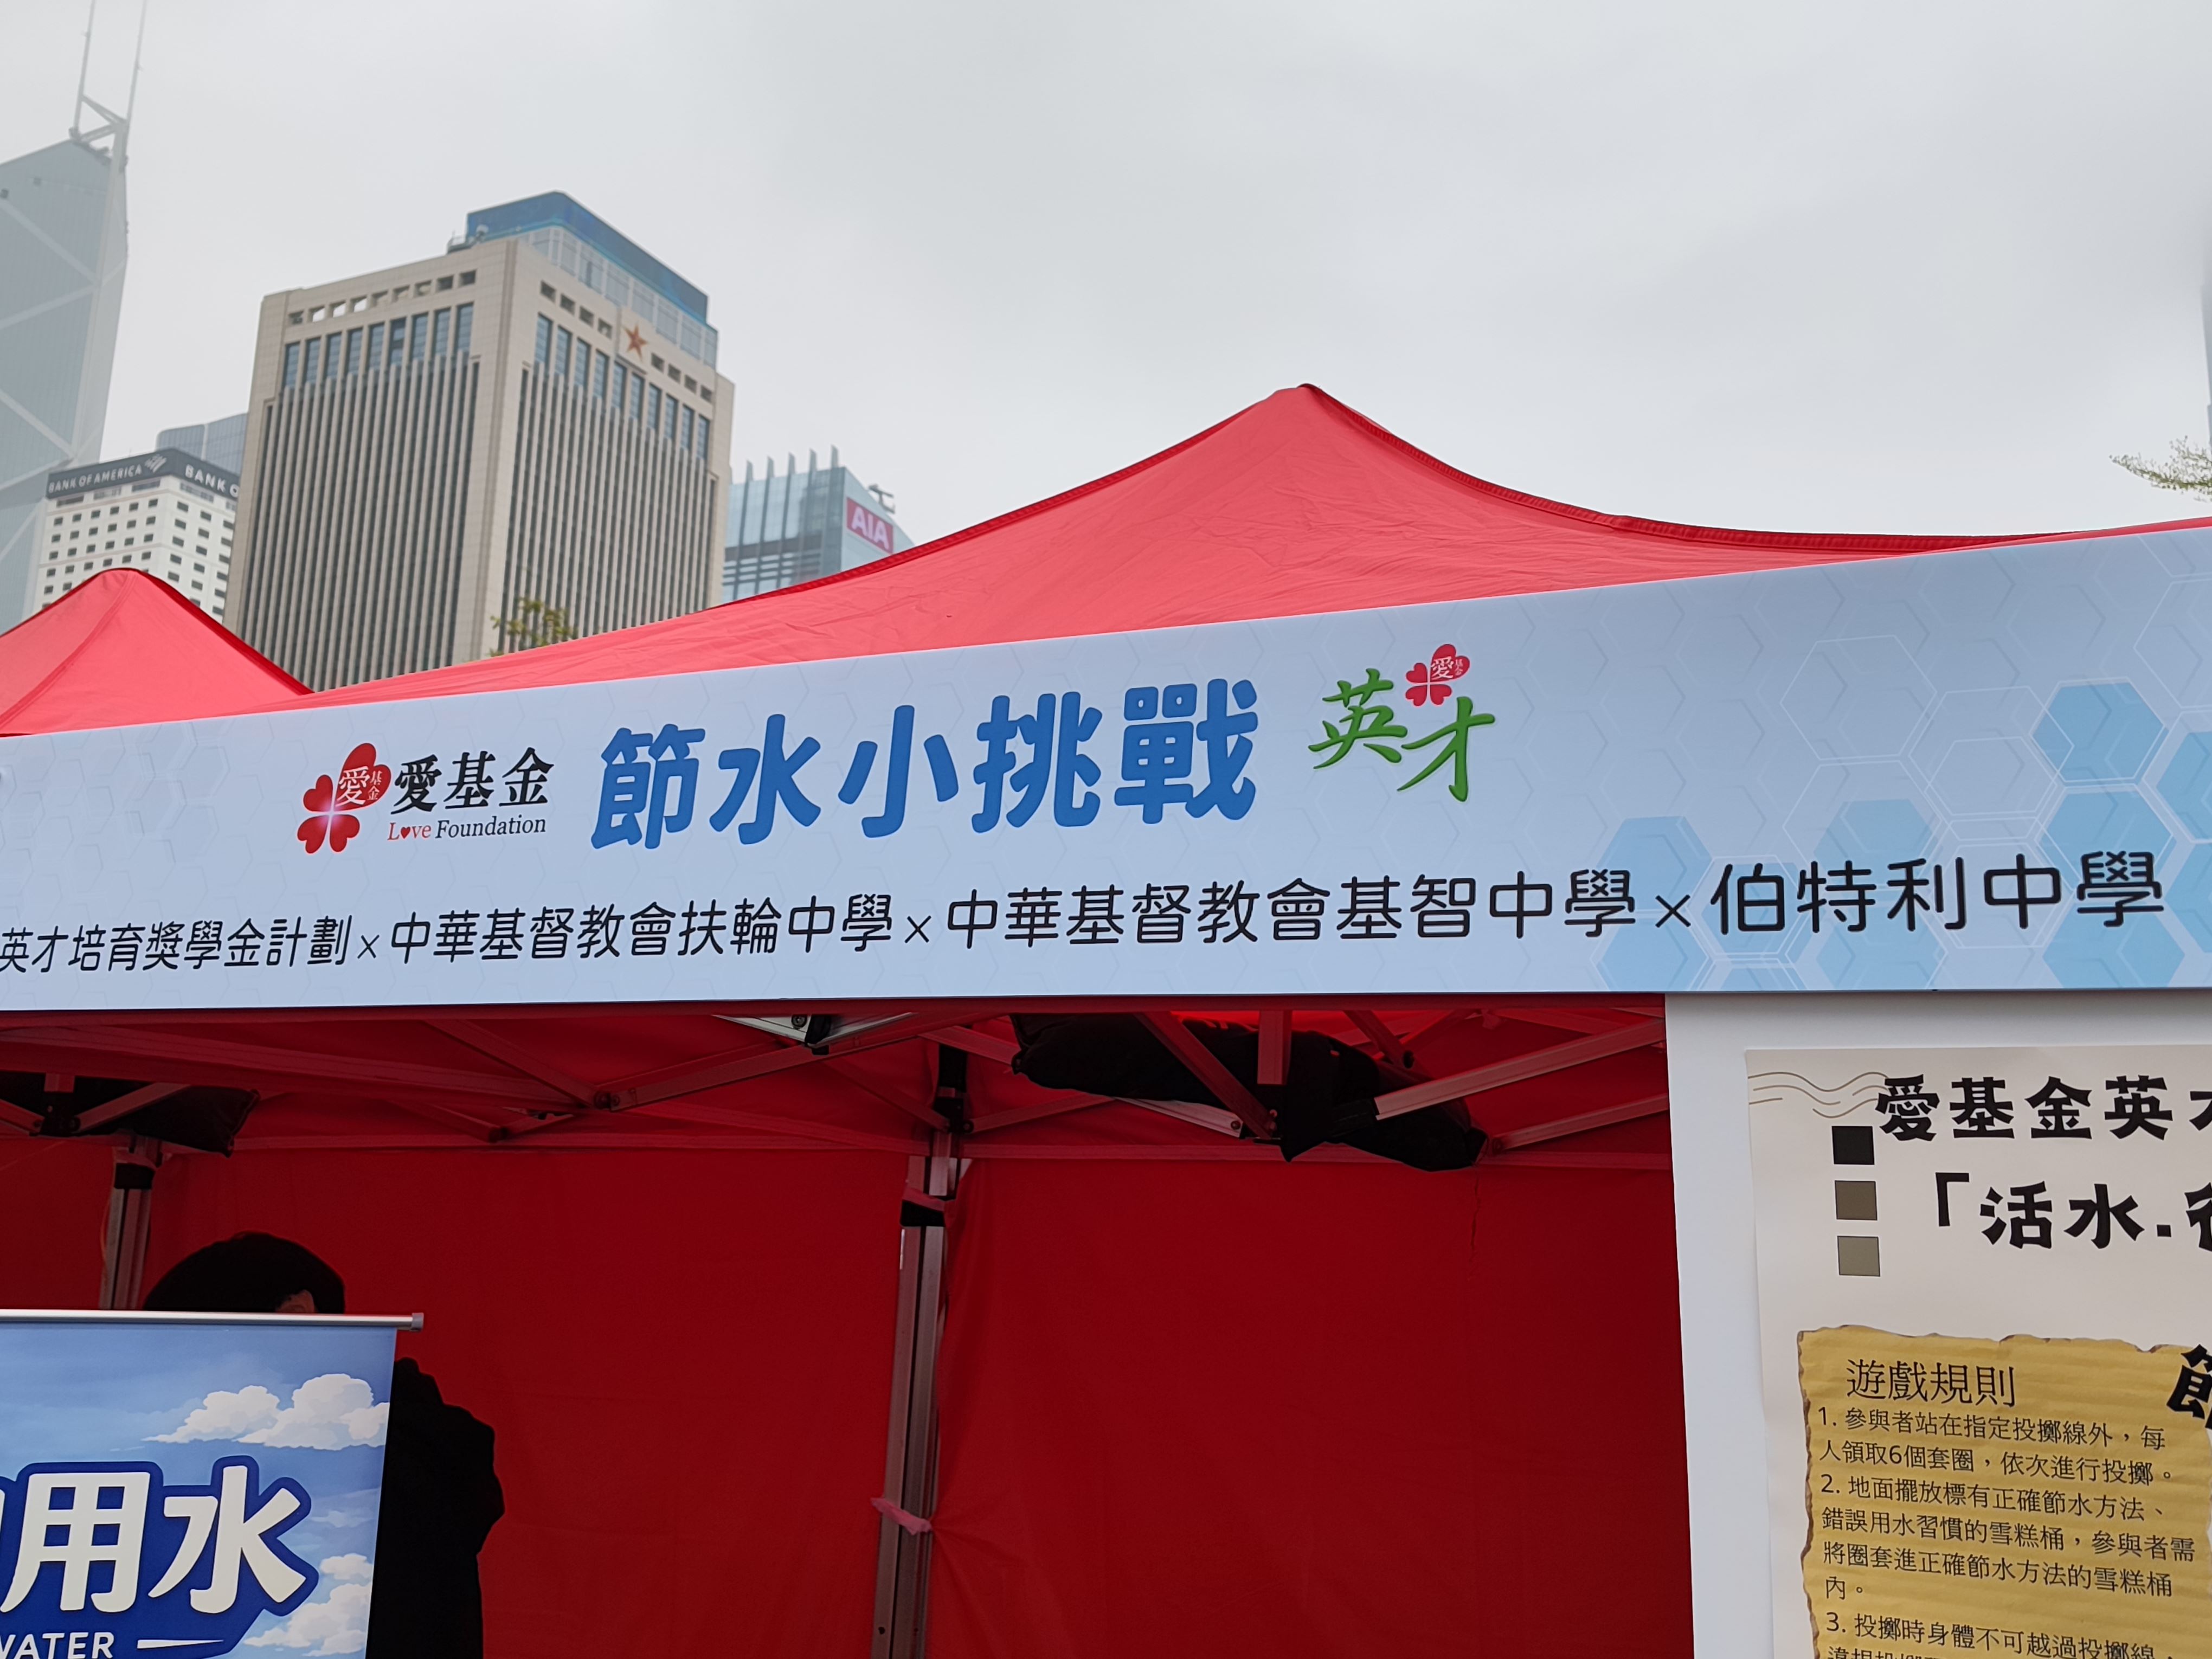 BANK OF AMERICA
BANK
AIA
愛基金
愛基金
Love Foundation
節水小挑戰
英才
愛基金
英才培育獎學金計劃×中華基督教會扶輪中學×中華基督教會基智中學×伯特利中學
愛基金英
「活水.
遊戲規則
1. 參與者站在指定投擲線外，每
人領取6個套圈，依次進行投擲。
2. 地面擺放標有正確節水方法、
錯誤用水習慣的雪糕桶，參與者需
將圈套進正確節水方法的雪糕桶
內。
3. 投擲時身體不可越過投擲線，
節
用水
WATER